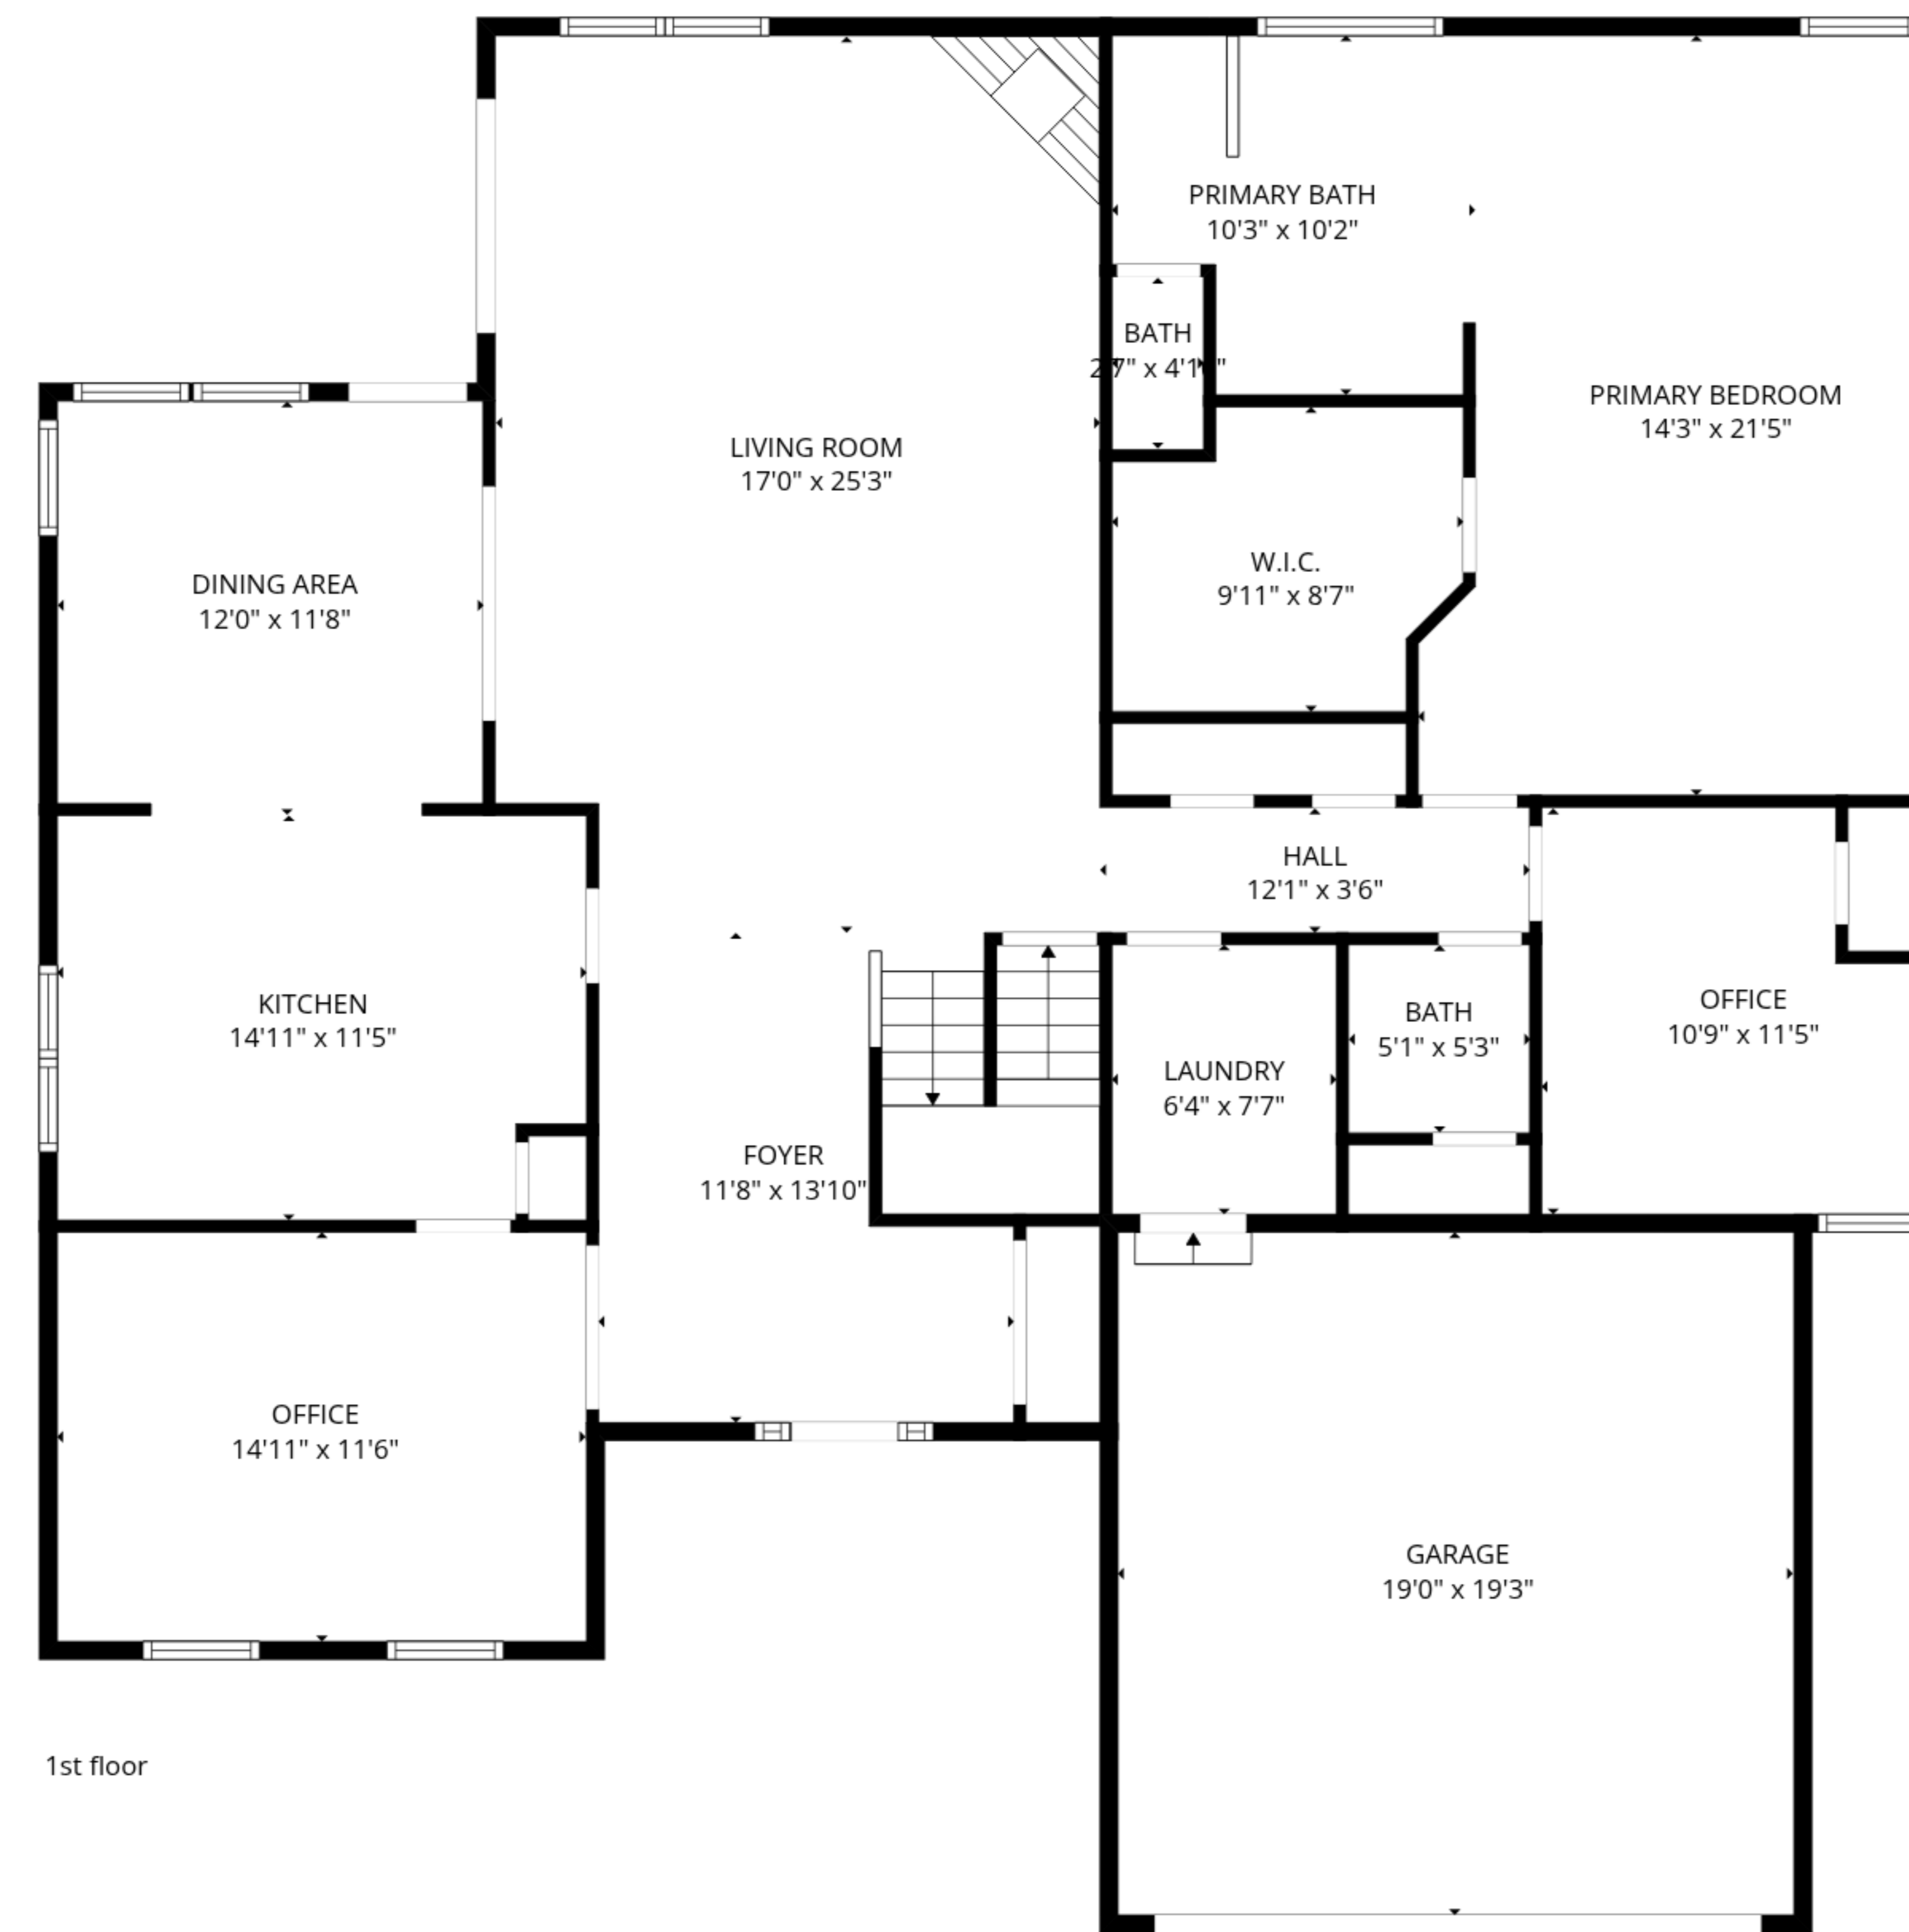 PRIMARY BATH
10'3" x 10'2"
BATH
PRIMARY BEDROOM
14'3" x 21'5"
LIVING ROOM
17'0" x 25'3"
W.I.C.
9'11" x 8'7"
DINING AREA
12'0" x 11'8"
HALL
12'1" x 3'6"
KITCHEN
14'11" x 11'5"
OFFICE
10'9" x 11'5"
BATH
5'1" x 5'3"
LAUNDRY
6'4" x 7'7"
FOYER
11'8" x 13'10"
OFFICE
14'11" x 11'6"
GARAGE
19'0" x 19'3"
1st floor